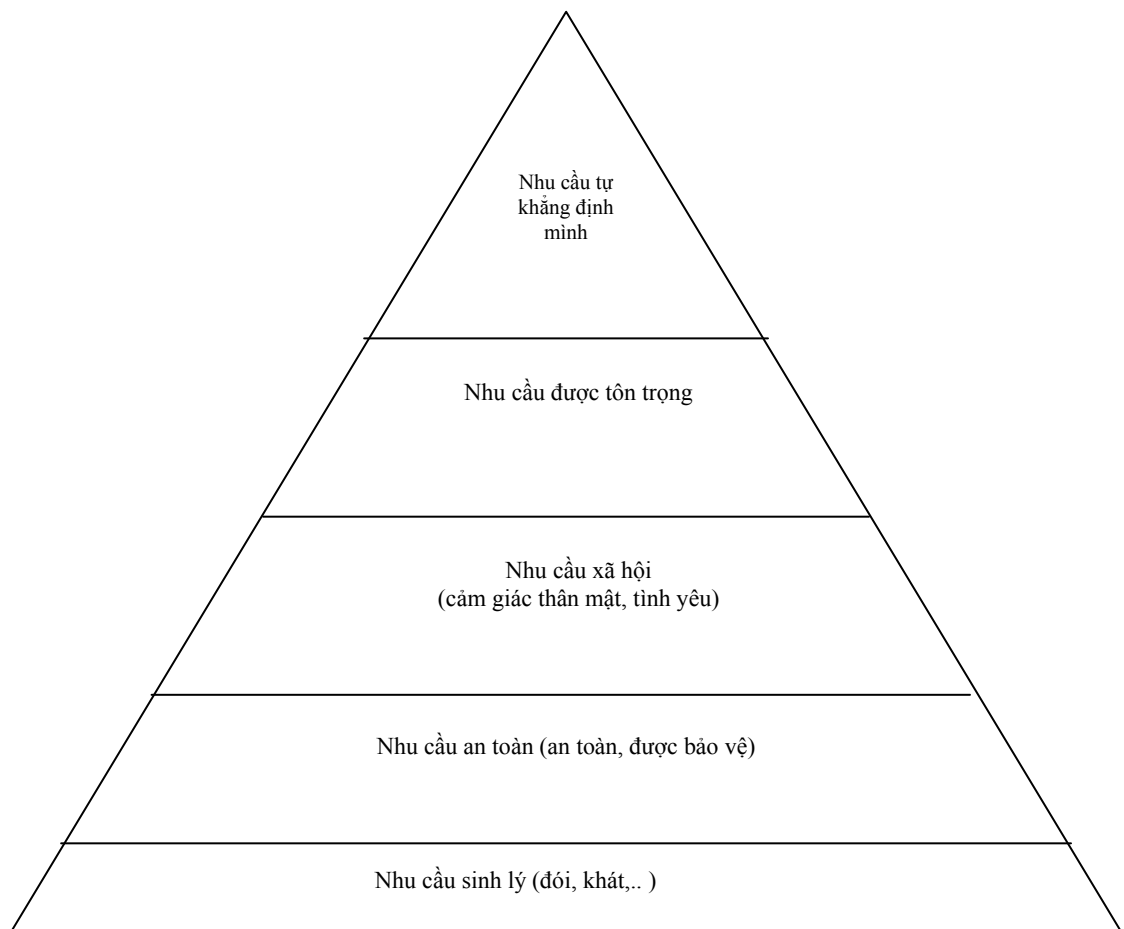 Nhu cầu tự
khẳng định
mình
Nhu cầu được tôn trọng
Nhu cầu xã hội
(cảm giác thân mật, tình yêu)
Nhu cầu an toàn (an toàn, được bảo vệ)
Nhu cầu sinh lý (đói, khát,.. )